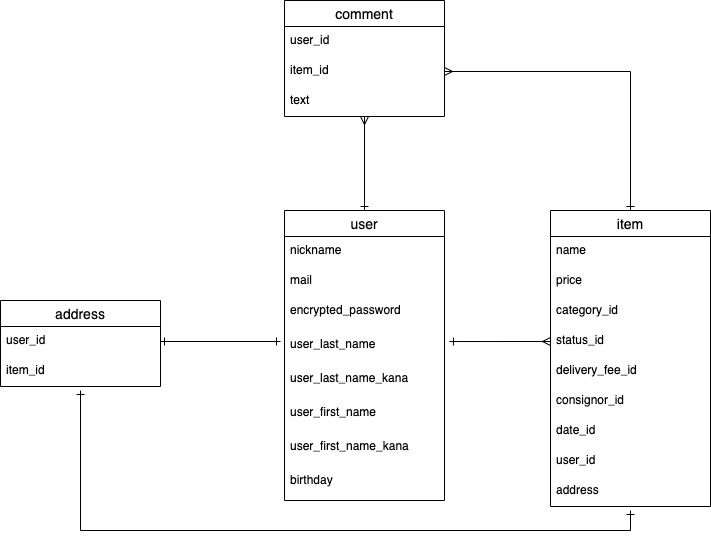 comment
user_id
item_id
text
user
nickname
mail
encrypted_password
user_last_name
user_last_name_kana
user_first_name
user_first_name_kana
birthday
item
name
price
category_id
status_id
delivery_fee_id
consignor_id
date_id
user_id
address
address
user_id
item_id